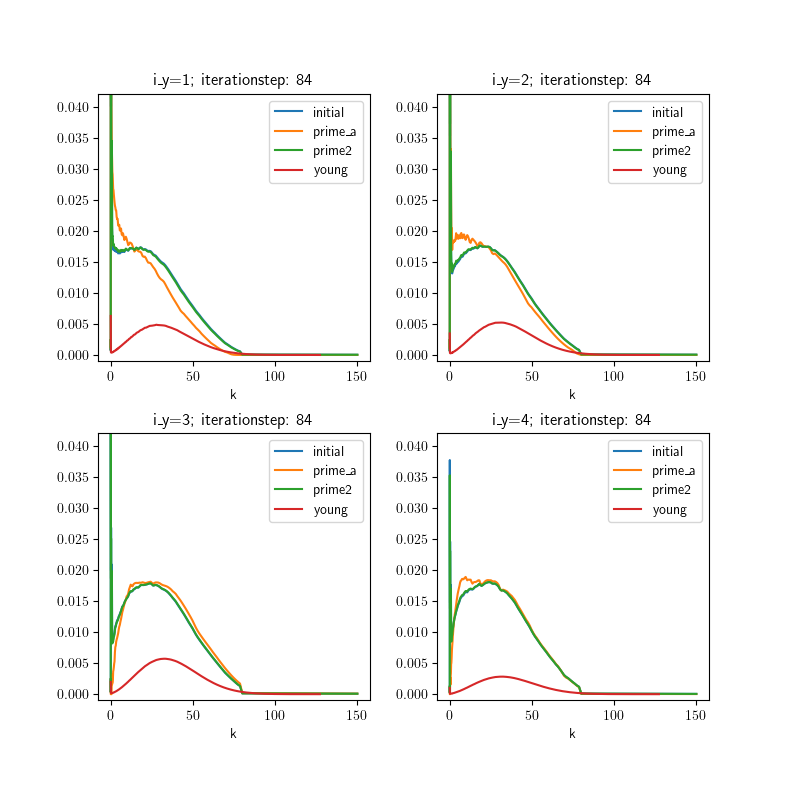 i_y=1; iterationstep: 84
0.040
0.035
0.030
0.025
0.020
0.015
0.010
0.005
0.000
0
50
100
150
k
initial
prime_a
prime2
young
i_y=2; iterationstep: 84
0.040
0.035
0.030
0.025
0.020
0.015
0.010
0.005
0.000
0
50
100
150
k
initial
prime_a
prime2
young
i_y=3; iterationstep: 84
0.040
0.035
0.030
0.025
0.020
0.015
0.010
0.005
0.000
0
50
100
150
k
initial
prime_a
prime2
young
i_y=4; iterationstep: 84
0.040
0.035
0.030
0.025
0.020
0.015
0.010
0.005
0.000
0
50
100
150
k
initial
prime_a
prime2
young